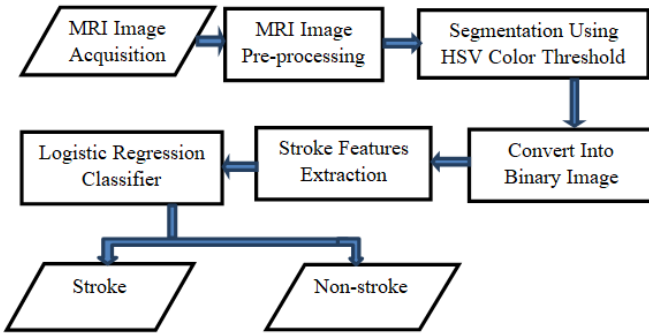 MRI Image
Acquisition
MRI Image
Pre-processing
Segmentation Using
HSV Color Threshold
Convert Into
Binary Image
Stroke Features
Extraction
Logistic Regression
Classifier
Stroke
Non-stroke